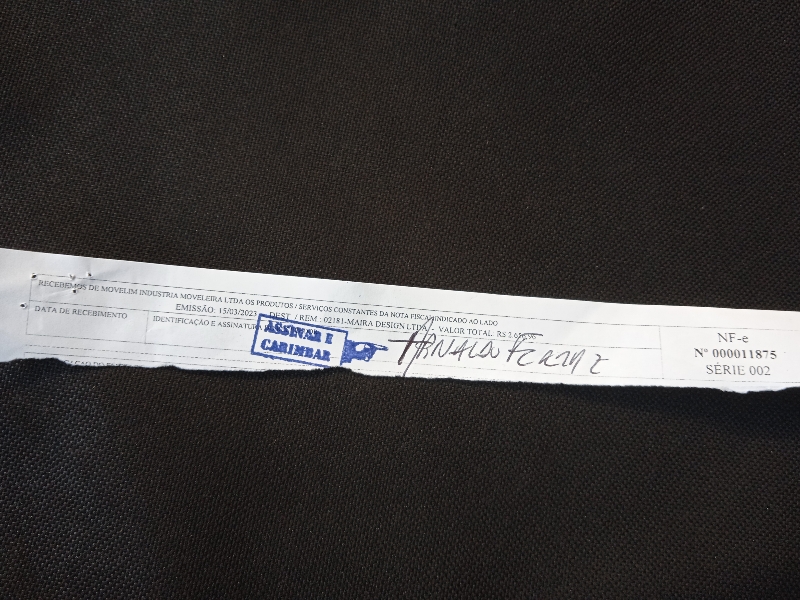 RECEBEMOS DE MOVELIM INDUSTRIA MOVELEIRA LTDA OS PRODUTOS / SERVIÇOS CONSTANTES DA NOTA FISCAL INDICADO AO LADO
EMISSÃO: 15/03/2023 DEST. / REM.: 02181-MAIRA DESIGN LTDA VALOR TOTAL: R$
DATA DE RECEBIMENTO
IDENTIFICAÇÃO E ASSINATURA
ASSINAR E
CARIMBAR
ARNALDO
NF-e
Nº 000011875
SÉRIE 002